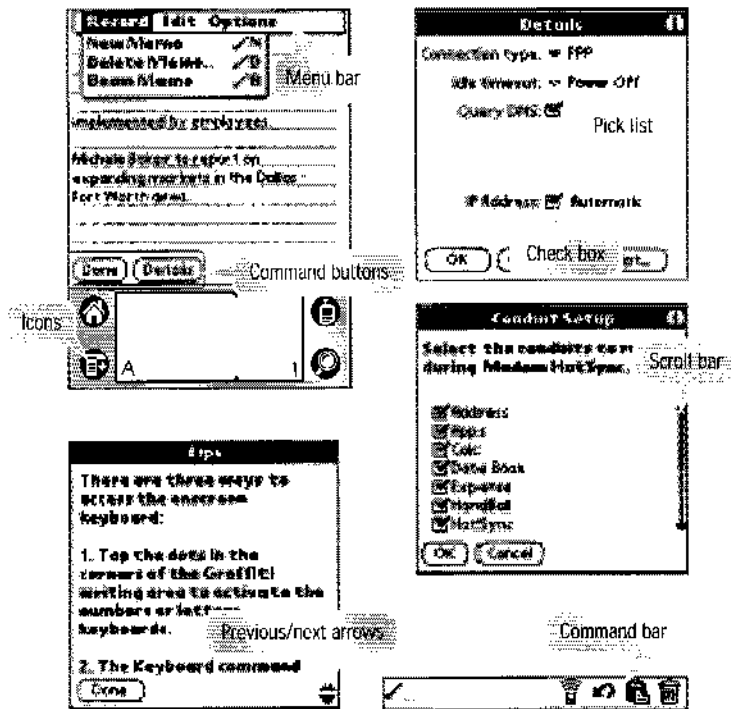 Record Edit Options
New Memo /N
Delete Memo.. /D
Beam Memo /B
Menu bar
implemented by employees.
Michele to report on
expanding markets in the Dallas
Fort Worth area.
Done Details
Command buttons
Icons
A 1
Details
Connection type: PPP
Idle timeout: Power Off
Query DNS:
Pick list
IP Address: Automatic
OK
Check box
Conduit Setup
Select the conduits
during Modem HotSync.
Scroll bar
Address
Apps
Calc
Date Book
Expense
HandMail
HotSync
OK Cancel
Tips
There are three ways to
access the onscreen
keyboard:
1. Tap the dots in the
corners of the Graffiti
writing area to activate the
numbers or letters
keyboards.
Previous/next arrows
2. The Keyboard command
Done
Command bar